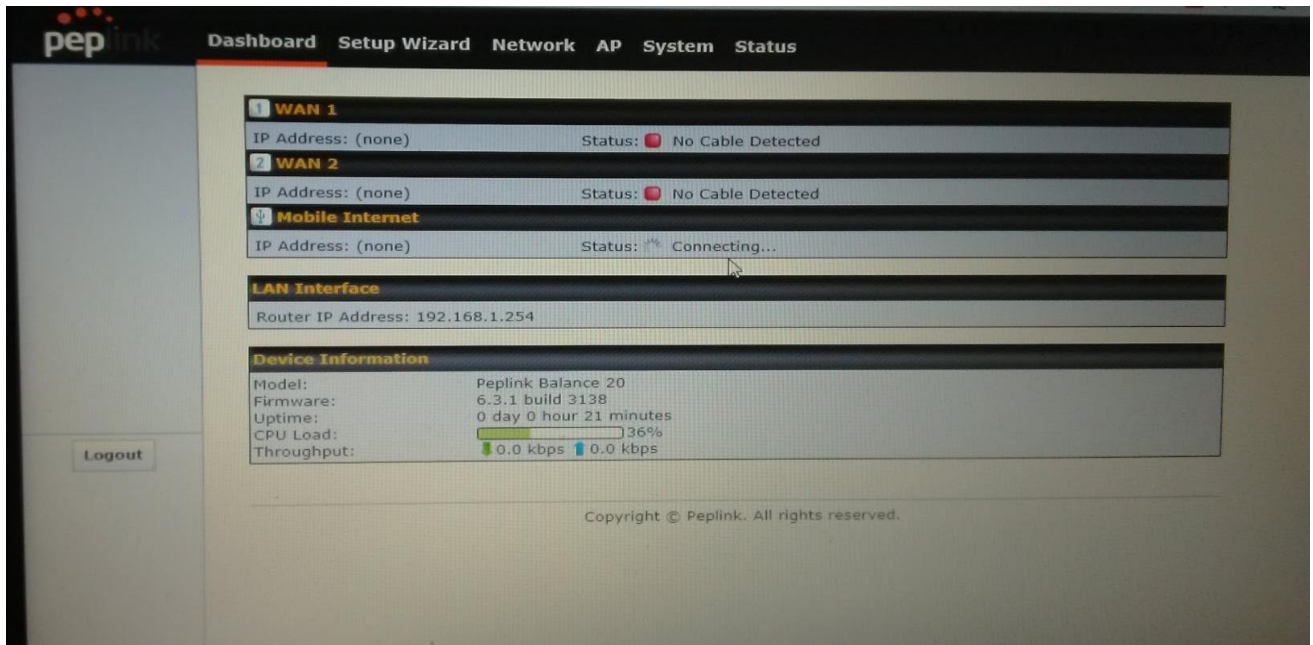 peplink
Dashboard Setup Wizard Network AP System Status
1 WAN 1
IP Address: (none) Status: No Cable Detected
2 WAN 2
IP Address: (none) Status: No Cable Detected
Mobile Internet
IP Address: (none) Status: Connecting...
LAN Interface
Router IP Address: 192.168.1.254
Device Information
Model: Peplink Balance 20
Firmware: 6.3.1 build 3138
Uptime: 0 day 0 hour 21 minutes
CPU Load: 36%
Throughput: 0.0 kbps 0.0 kbps
Logout
Copyright © Peplink. All rights reserved.